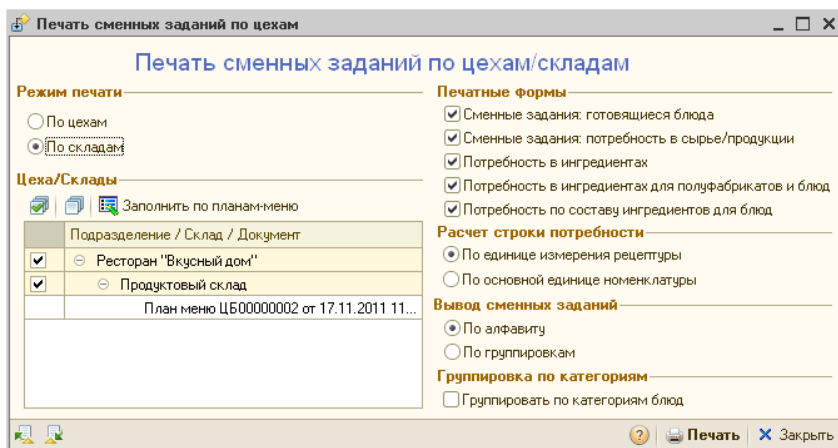 Печать сменных заданий по цехам
Печать сменных заданий по цехам/складам
Режим печати
По цехам
По складам
Цеха/Склады
Заполнить по планам-меню
Подразделение / Склад / Документ
Ресторан "Вкусный дом"
Продуктовый склад
План меню ЦБ00000002 от 17.11.2011 11...
Печатные формы
Сменные задания: готовящиеся блюда
Сменные задания: потребность в сырье/продукции
Потребность в ингредиентах
Потребность в ингредиентах для полуфабрикатов и блюд
Потребность по составу ингредиентов для блюд
Расчет строки потребности
По единице измерения рецептуры
По основной единице номенклатуры
Вывод сменных заданий
По алфавиту
По группировкам
Группировка по категориям
Группировать по категориям блюд
? Печать X Закрыть